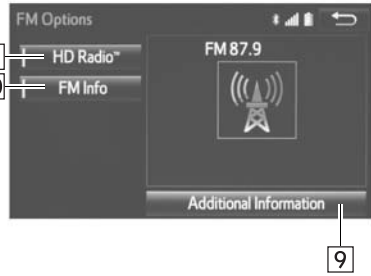 FM Options
HD Radio™
FM 87.9
FM Info
Additional Information
9